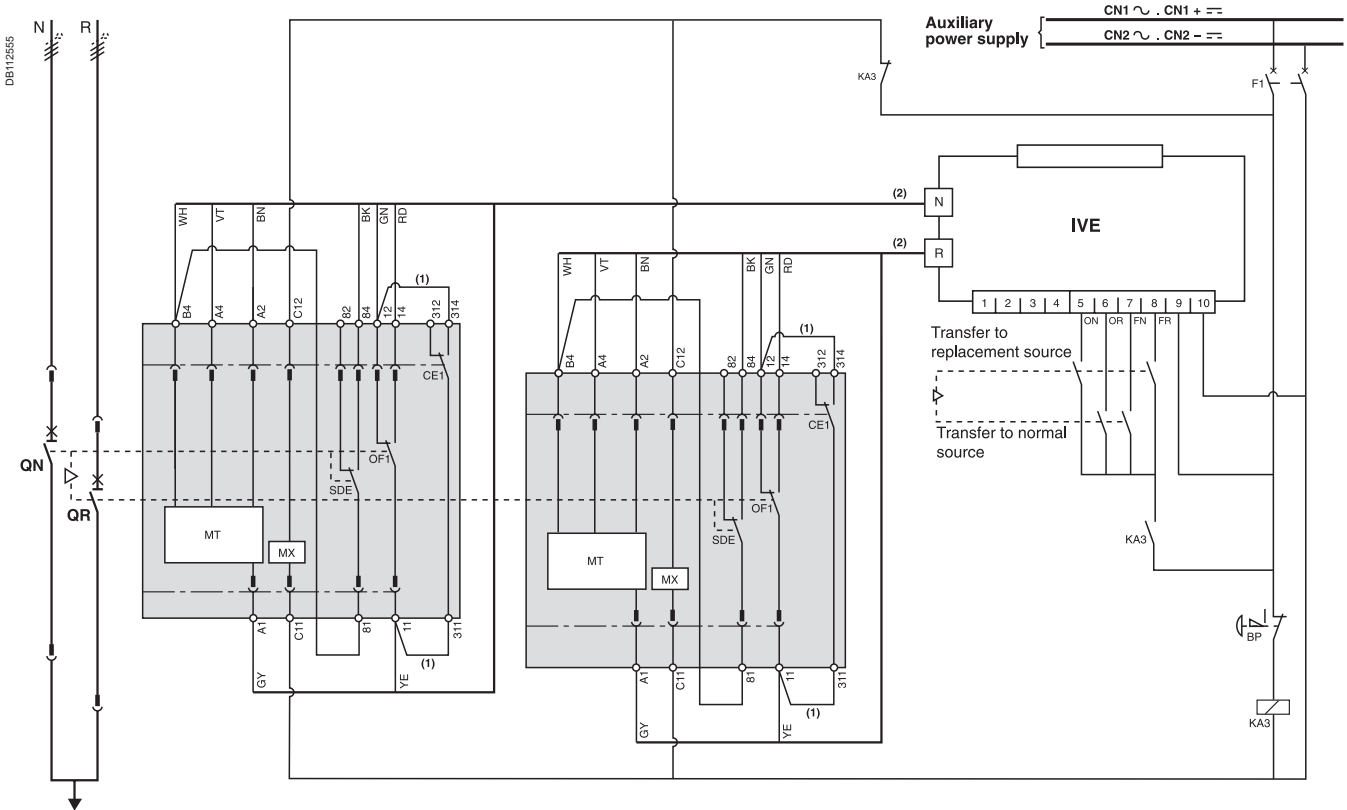 CN1 ∿ . CN1 + ⎓
Auxiliary
power supply
CN2 ∿ . CN2 – ⎓
N
R
DB112555
KA3
F1
(2)
N
IVE
(2)
R
WH
VT
BN
BK
GN
RD
(1)
B4
A4
A2
C12
82
84
12
14
312
314
CE1
OF1
SDE
MT
MX
A1
C11
81
11
311
(1)
GY
YE
QN
QR
WH
VT
BN
BK
GN
RD
(1)
B4
A4
A2
C12
82
84
12
14
312
314
CE1
OF1
SDE
MT
MX
A1
C11
81
11
311
(1)
GY
YE
1 2 3 4 5 6 7 8 9 10
ON OR FN FR
Transfer to
replacement source
Transfer to normal
source
KA3
BP
KA3